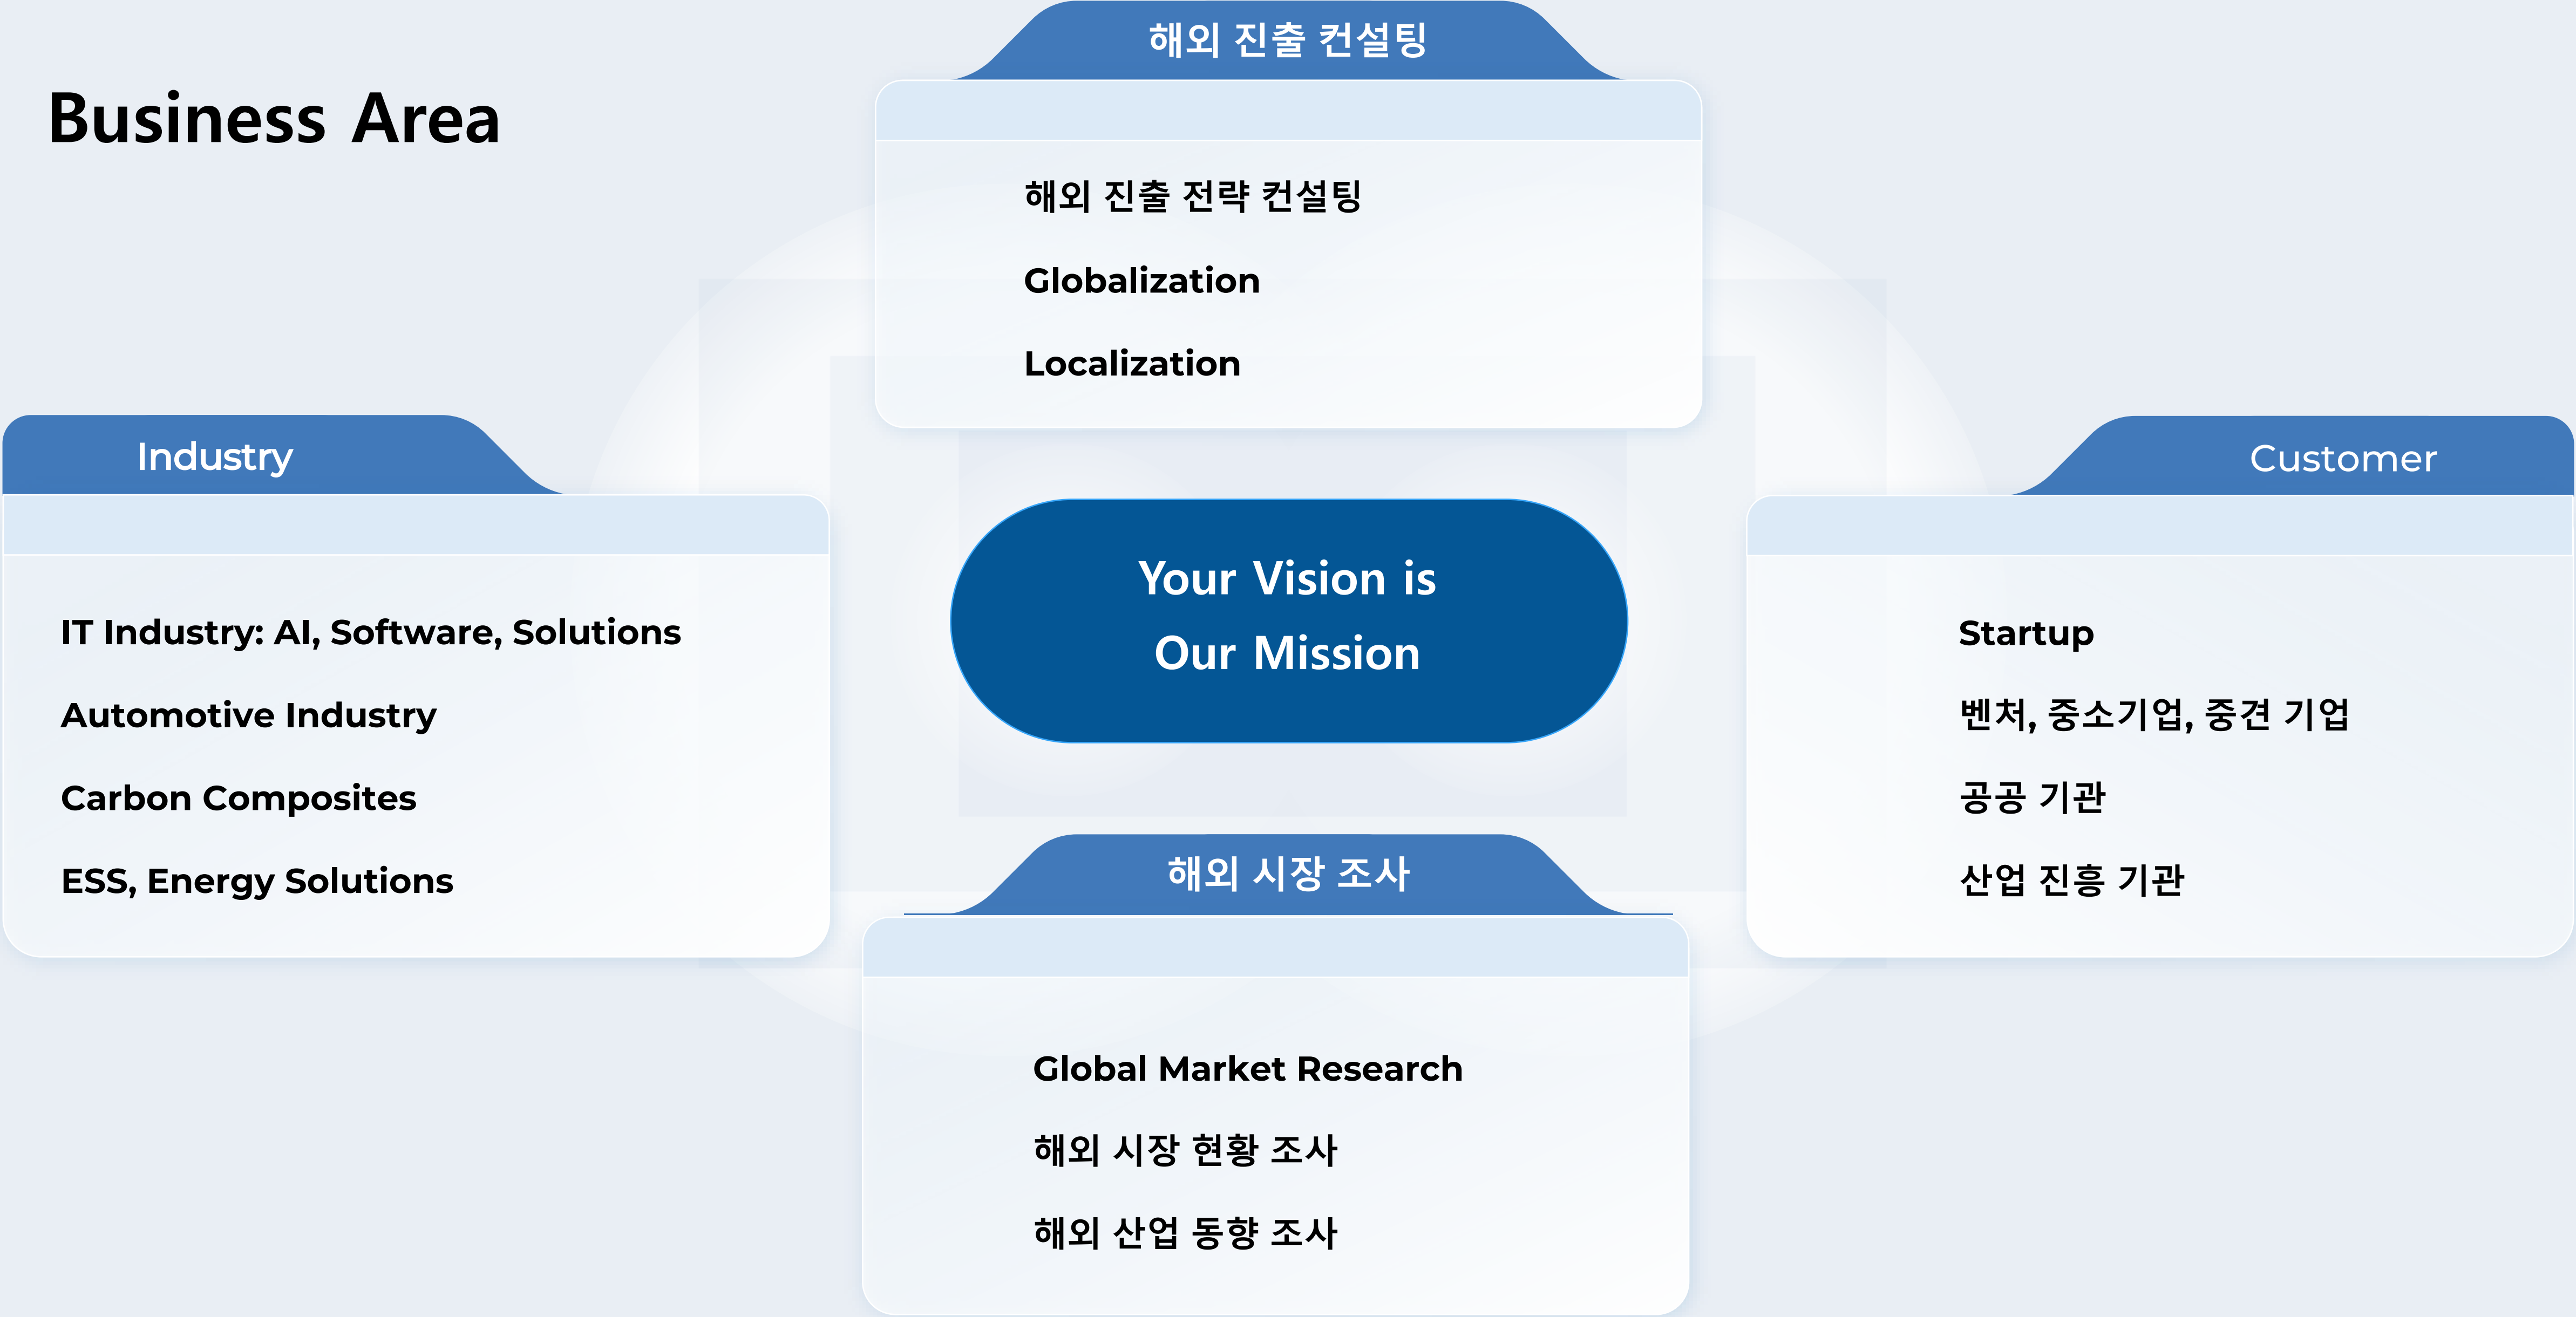 Business Area
해외 진출 컨설팅
해외 진출 전략 컨설팅
Globalization
Localization
Industry
IT Industry: AI, Software, Solutions
Automotive Industry
Carbon Composites
ESS, Energy Solutions
Your Vision is
Our Mission
Customer
Startup
벤처, 중소기업, 중견 기업
공공 기관
산업 진흥 기관
해외 시장 조사
Global Market Research
해외 시장 현황 조사
해외 산업 동향 조사